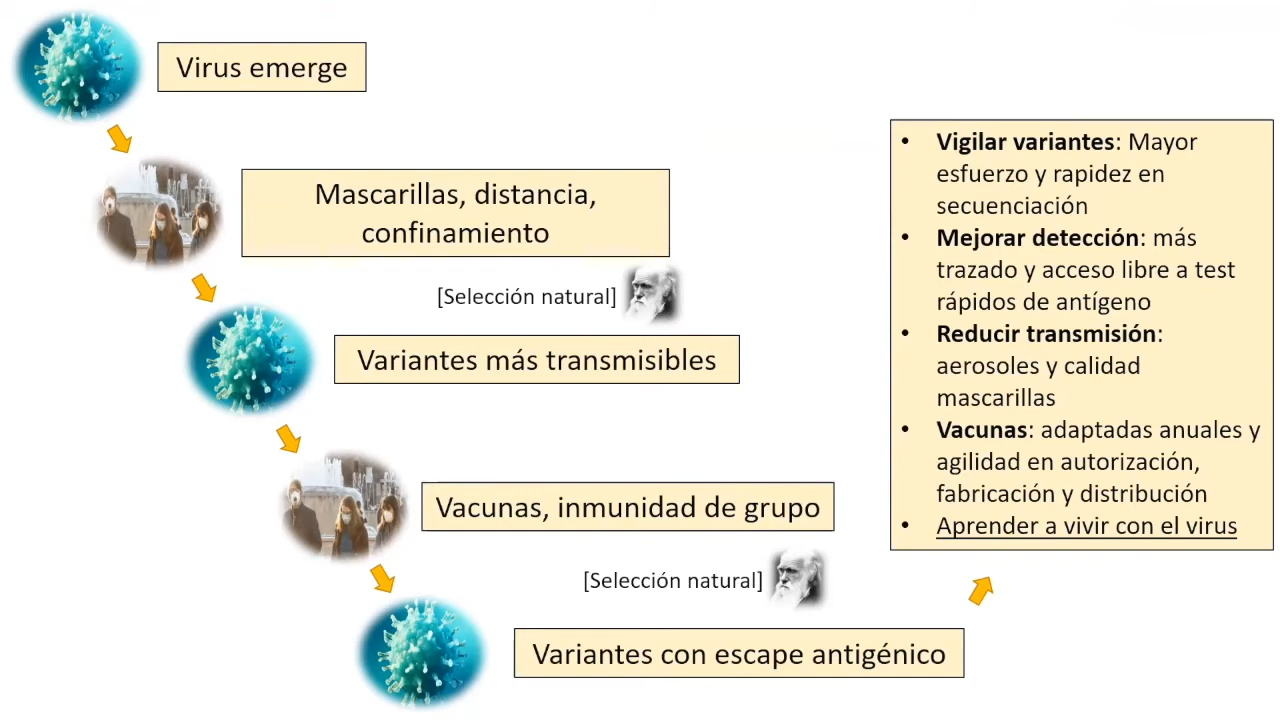 Virus emerge
Mascarillas, distancia,
confinamiento
[Selección natural]
Variantes más transmisibles
Vacunas, inmunidad de grupo
[Selección natural]
Variantes con escape antigénico
• Vigilar variantes: Mayor
esfuerzo y rapidez en
secuenciación
• Mejorar detección: más
trazado y acceso libre a test
rápidos de antígeno
• Reducir transmisión:
aerosoles y calidad
mascarillas
• Vacunas: adaptadas anuales y
agilidad en autorización,
fabricación y distribución
• Aprender a vivir con el virus